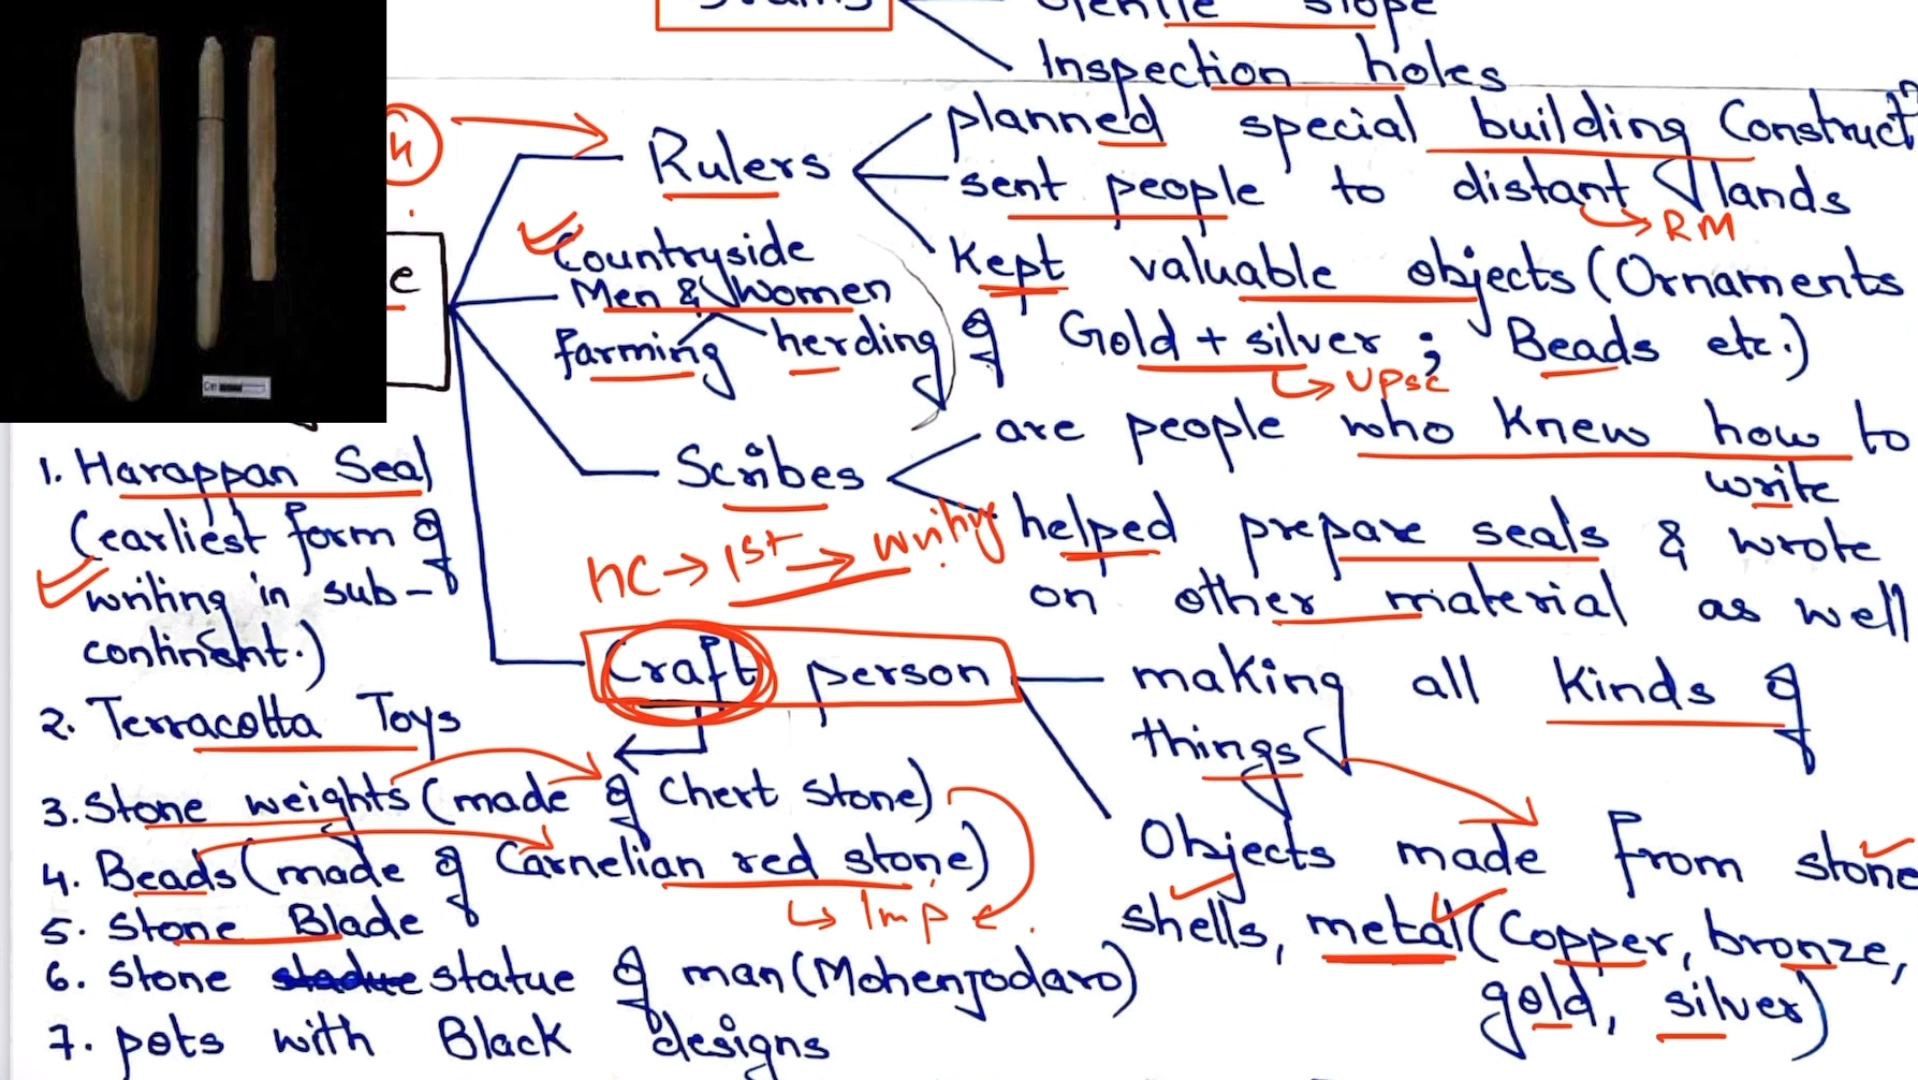 Gentle slope
Inspection holes
h
Rulers
planned special building Construct
sent people to distant lands
RM
Kept valuable objects (Ornaments
of Gold + silver ; Beads etc.)
UPSC
e
Countryside
Men & Women
farming herding
Scribes
are people who knew how to
write
helped prepare seals & wrote
on other material as well
HC → 1st → writing
Craft person
making all kinds of
things
Objects made from stone
shells, metal (Copper, bronze,
gold, silver)
Cm
1. Harappan Seal
(earliest form of
writing in sub-
continent.)
2. Terracotta Toys
3. Stone weights (made of Chert stone)
4. Beads (made of Carnelian red stone)
Imp
5. Stone Blade
6. Stone statue of man (Mohenjodaro)
7. pots with Black designs